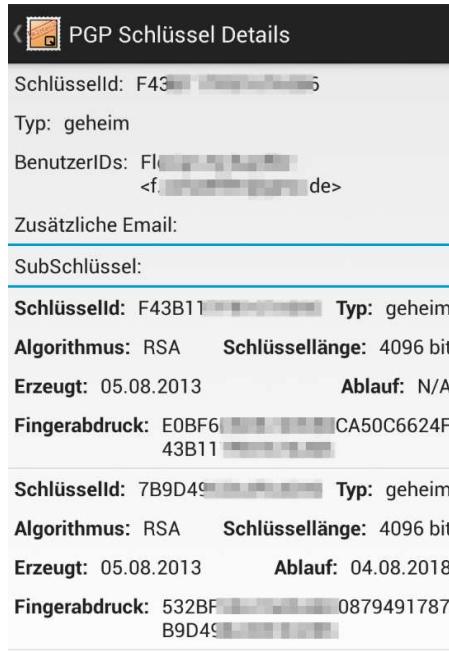 PGP Schlüssel Details
SchlüsselId: F43
Typ: geheim
BenutzerIDs:
de>
Zusätzliche Email:
SubSchlüssel:
SchlüsselId: F43B11 Typ: geheim
Algorithmus: RSA Schlüssellänge: 4096 bit
Erzeugt: 05.08.2013 Ablauf: N/A
Fingerabdruck: E0BF6 CA50C6624F
43B11
SchlüsselId: 7B9D49 Typ: geheim
Algorithmus: RSA Schlüssellänge: 4096 bit
Erzeugt: 05.08.2013 Ablauf: 04.08.2018
Fingerabdruck: 532BF 0879491787
B9D49